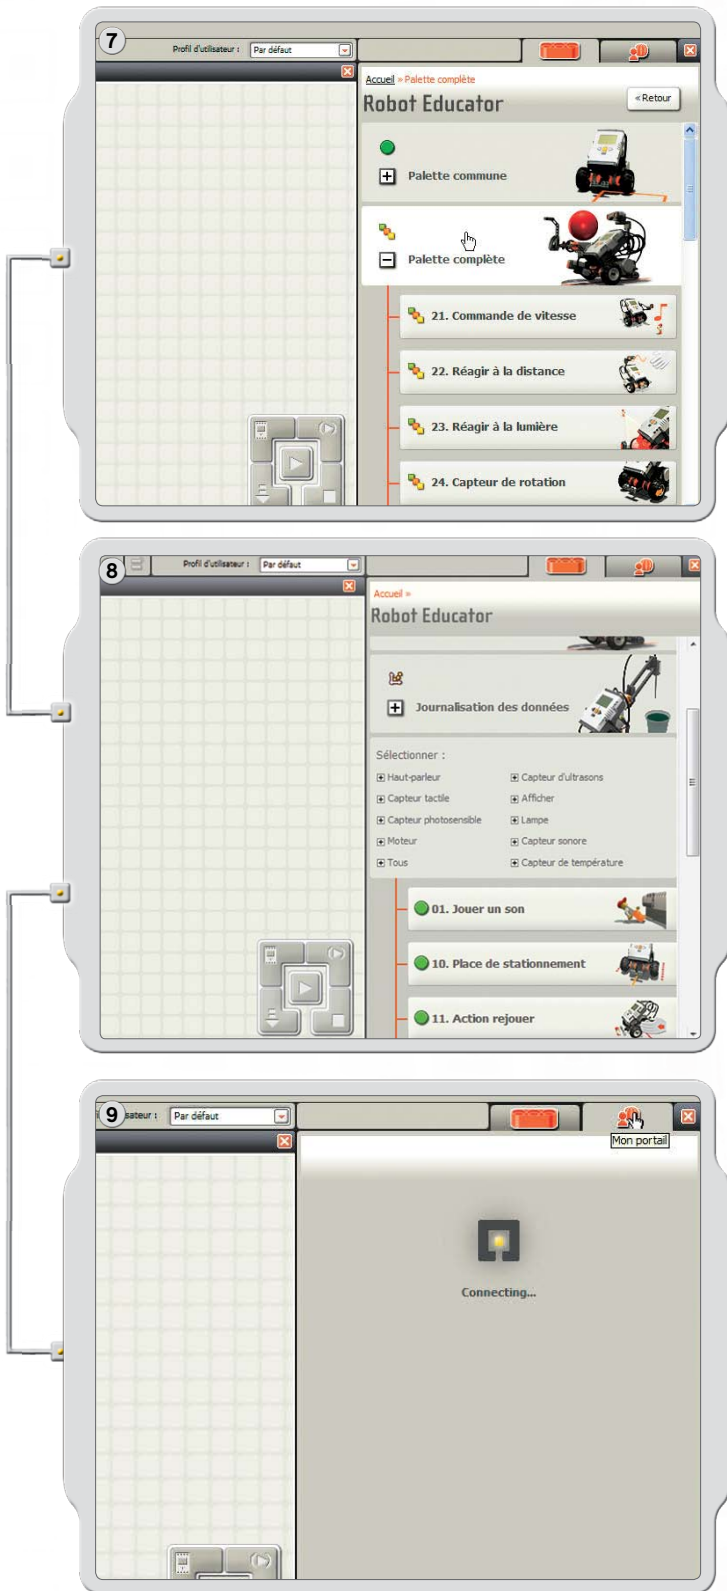 7
Profil d'utilisateur : Par défaut
Accueil » Palette complète
Robot Educator
«Retour
Palette commune
Palette complète
21. Commande de vitesse
22. Réagir à la distance
23. Réagir à la lumière
24. Capteur de rotation
8
Profil d'utilisateur : Par défaut
Accueil »
Robot Educator
Journalisation des données
Sélectionner :
Haut-parleur Capteur d'ultrasons
Capteur tactile Afficher
Capteur photosensible Lampe
Moteur Capteur sonore
Tous Capteur de température
01. Jouer un son
10. Place de stationnement
11. Action rejouer
9
isateur : Par défaut
Mon portail
Connecting...